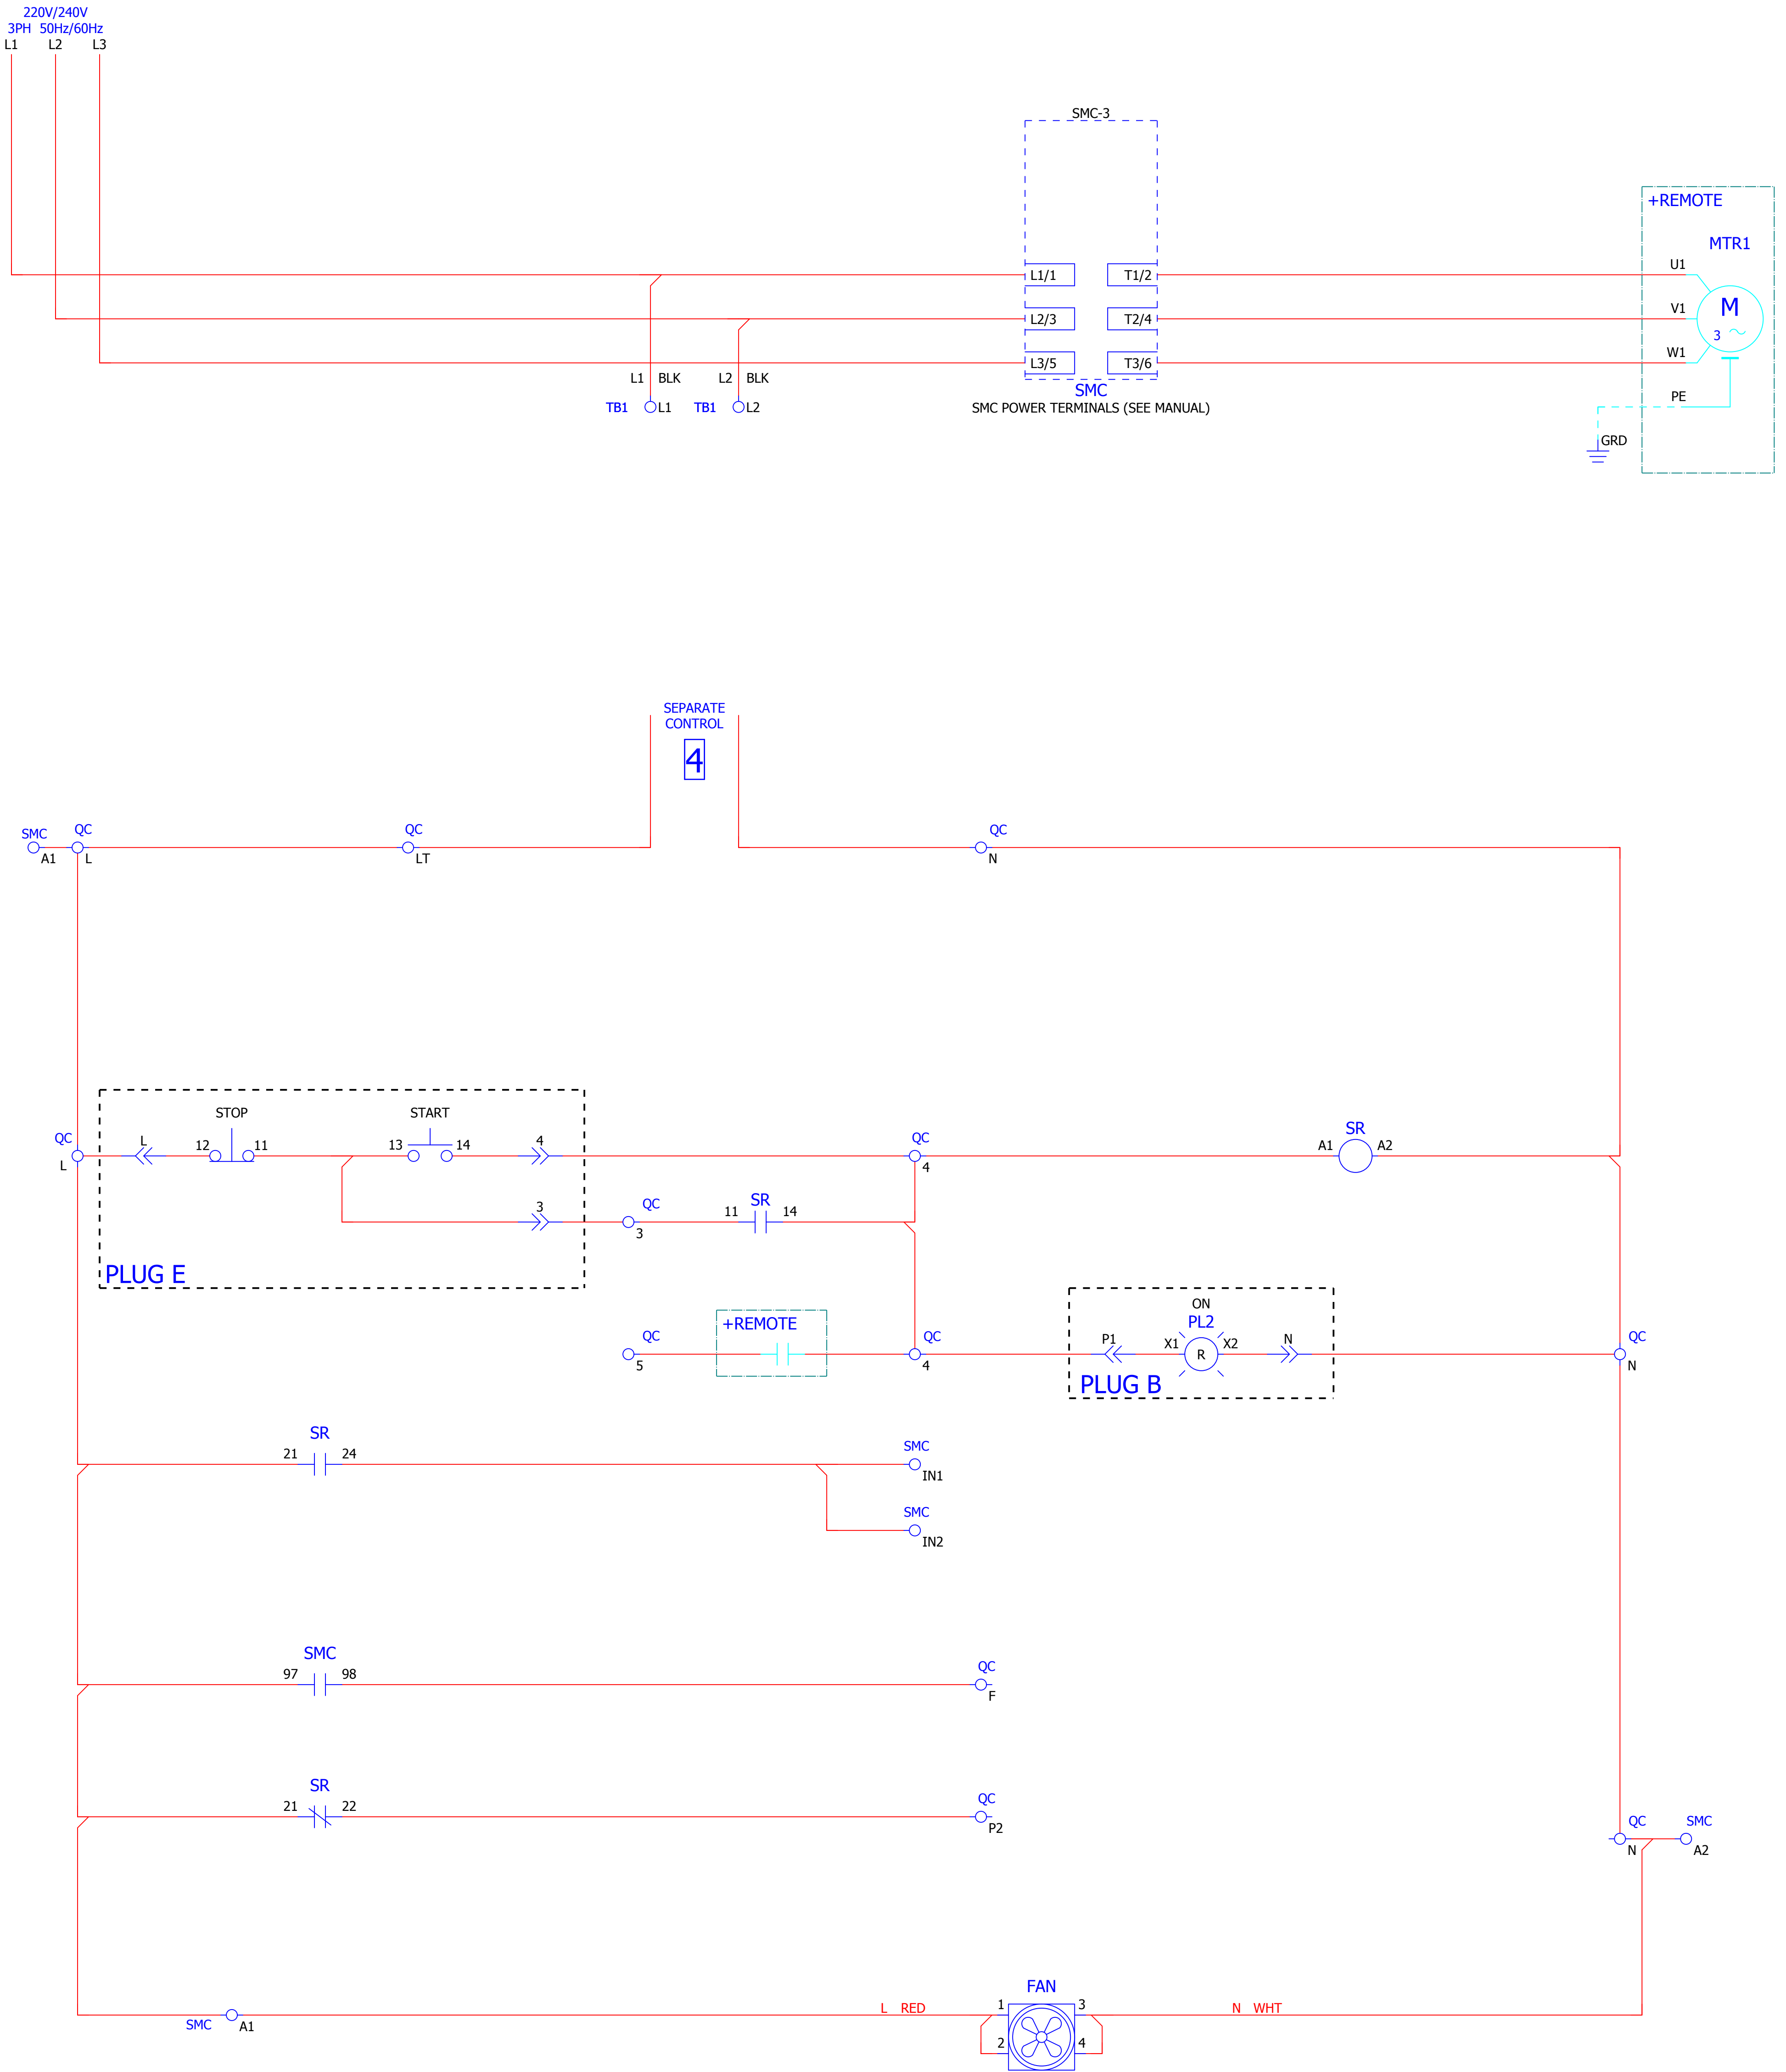 220V/240V
3PH 50Hz/60Hz
L1 L2 L3
SMC-3
+REMOTE
MTR1
L1/1 T1/2 U1
L2/3 T2/4 V1
M
3
L3/5 T3/6 W1
L1 BLK L2 BLK
SMC
PE
TB1 L1 TB1 L2
SMC POWER TERMINALS (SEE MANUAL)
GRD
SEPARATE
CONTROL
4
SMC QC QC QC
A1 L LT N
STOP START
QC L 12 11 13 14 4 QC A1 SR A2
L 4
3 QC 11 SR 14
3
PLUG E
ON
+REMOTE PL2
QC QC P1 X1 R X2 N QC
5 4 N
PLUG B
SR SMC
21 24
IN1
SMC
IN2
SMC QC
97 98
F
SR QC
21 22
P2
QC SMC
N A2
FAN
L RED 1 3 N WHT
SMC A1
2 4